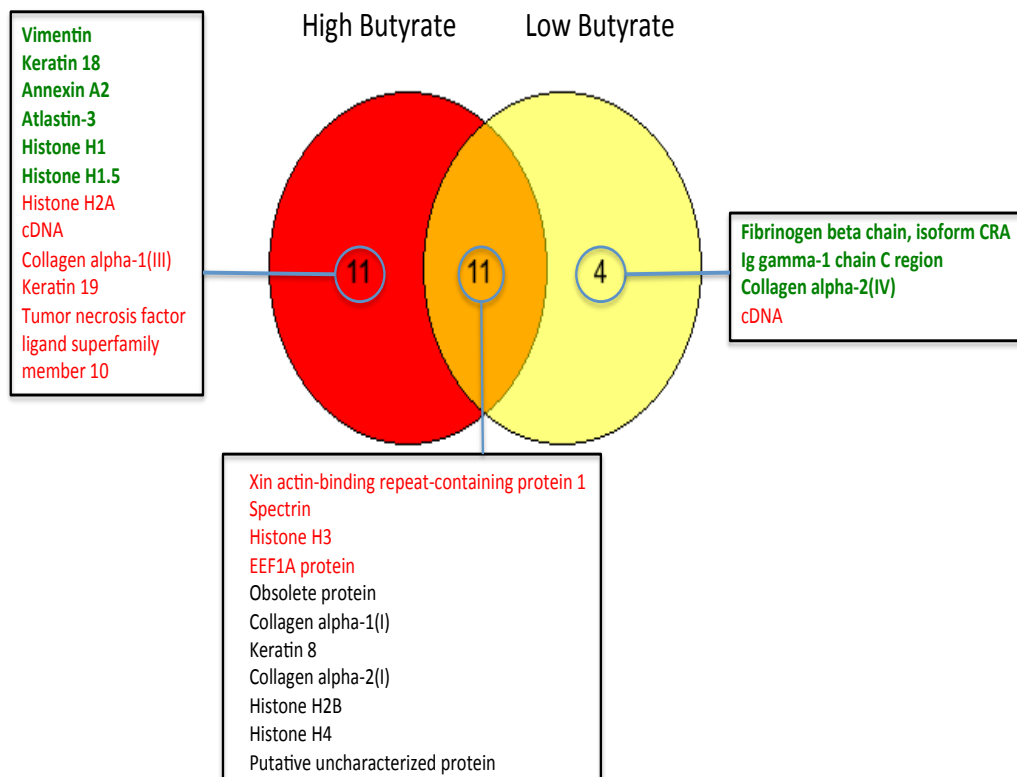 High Butyrate
Low Butyrate
Vimentin
Keratin 18
Annexin A2
Atlastin-3
Histone H1
Histone H1.5
Histone H2A
cDNA
Collagen alpha-1(III)
Keratin 19
Tumor necrosis factor
ligand superfamily
member 10
11
11
4
Fibrinogen beta chain, isoform CRA
Ig gamma-1 chain C region
Collagen alpha-2(IV)
cDNA
Xin actin-binding repeat-containing protein 1
Spectrin
Histone H3
EEF1A protein
Obsolete protein
Collagen alpha-1(I)
Keratin 8
Collagen alpha-2(I)
Histone H2B
Histone H4
Putative uncharacterized protein